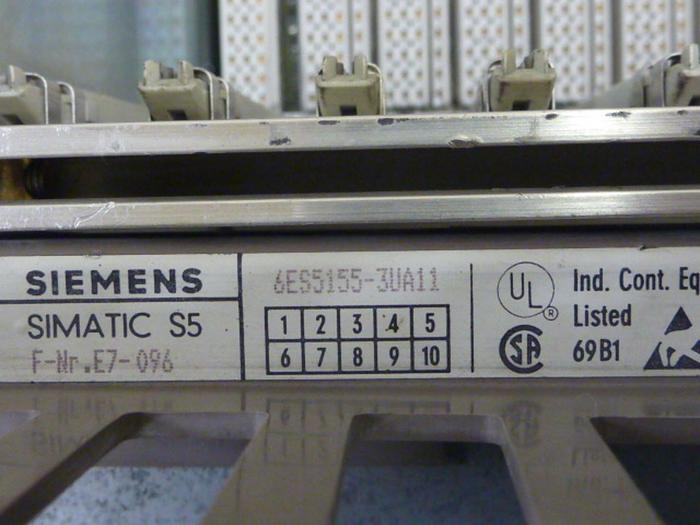 SIEMENS
SIMATIC S5
F-Nr.E7-096
6ES5155-3UA11
1 2 3 4 5
6 7 8 9 10
UL
®
SA
Ind. Cont. Eq
Listed
69B1